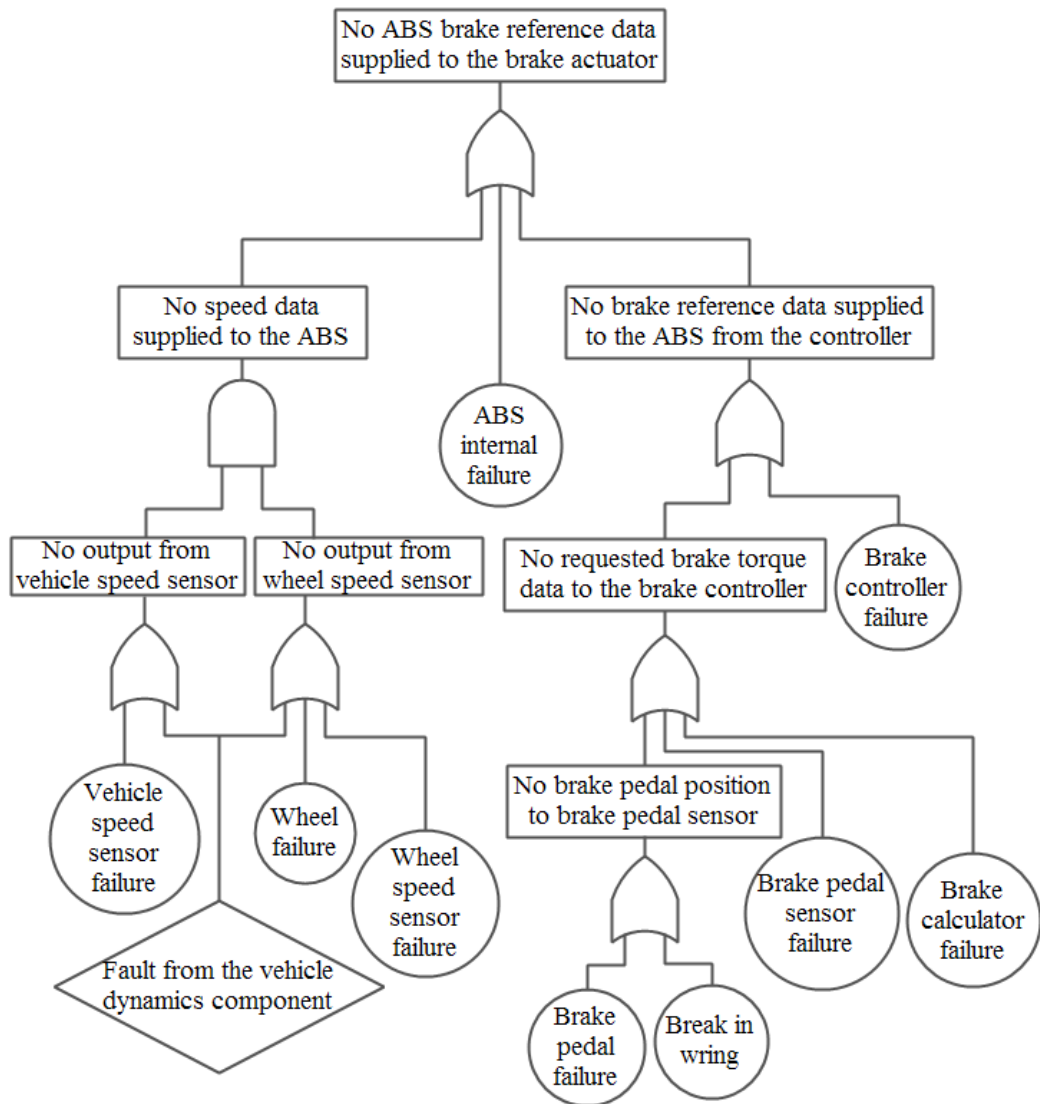 No ABS brake reference data
supplied to the brake actuator
No speed data
supplied to the ABS
No brake reference data supplied
to the ABS from the controller
ABS
internal
failure
No output from
vehicle speed sensor
No output from
wheel speed sensor
No requested brake torque
data to the brake controller
Brake
controller
failure
Vehicle
speed
sensor
failure
Wheel
failure
Wheel
speed
sensor
failure
No brake pedal position
to brake pedal sensor
Brake pedal
sensor
failure
Brake
calculator
failure
Fault from the vehicle
dynamics component
Brake
pedal
failure
Break in
wring